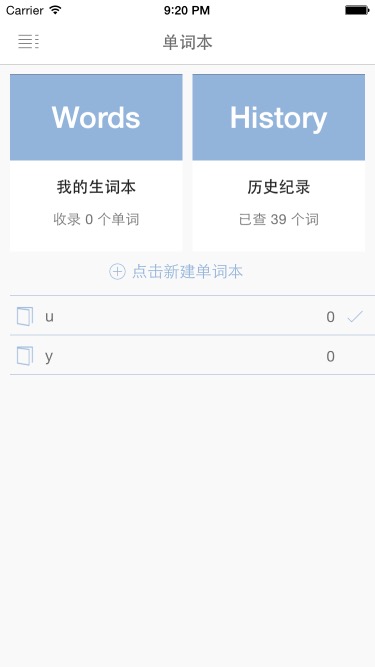 Carrier 9:20 PM
单词本
Words
History
我的生词本
历史纪录
收录 0 个单词
已查 39 个词
点击新建单词本
u 0
y 0